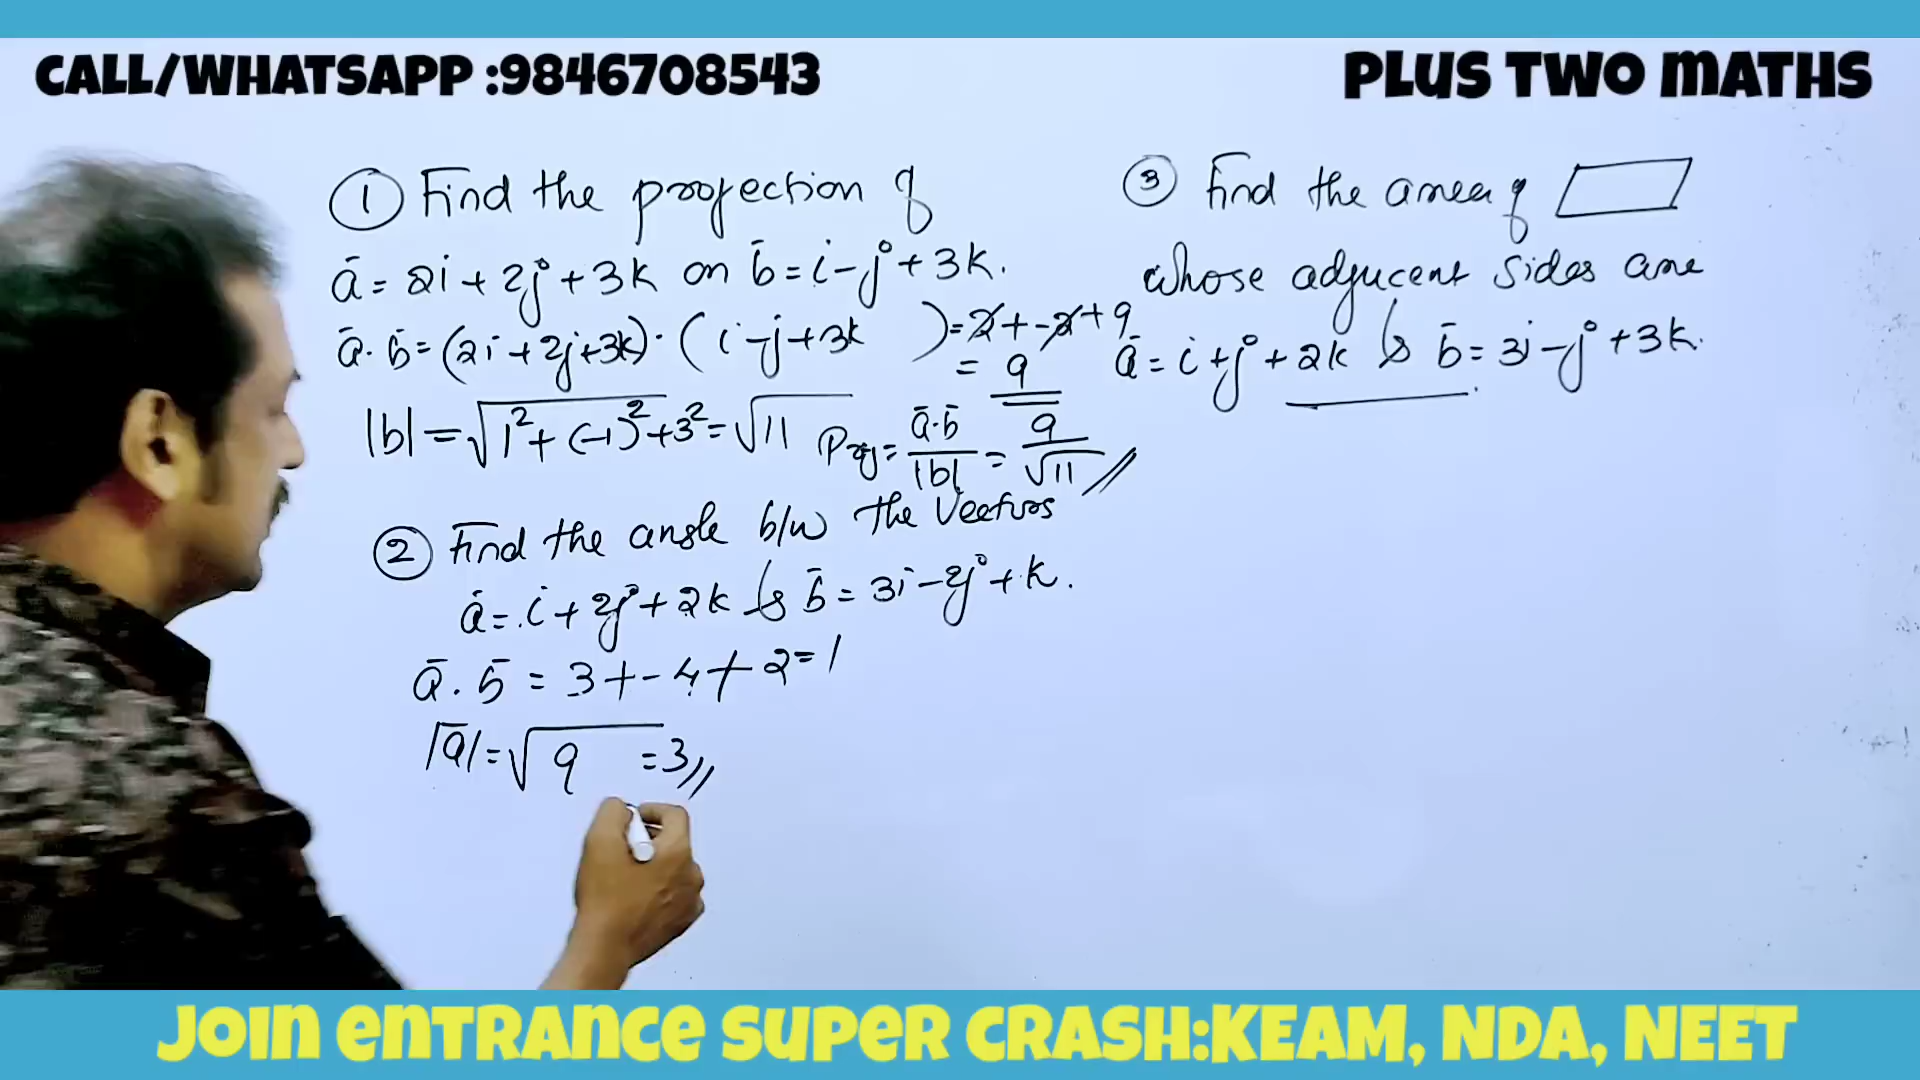 CALL/WHATSAPP :9846708543
PLUS TWO MATHS
① Find the projection of
ā = 2i + 2j + 3k on b̄ = i - j + 3k.
ā . b̄ = (2i + 2j + 3k) . ( i - j + 3k ) = 2 + - 2 + 9
= 9
|b| = √1² + (-1)² + 3² = √11 Proj = ā.b̄/|b| = 9/√11 //
② Find the angle b/w the Vectors
ā = i + 2j + 2k & b̄ = 3i - 2j + k.
ā . b̄ = 3 + - 4 + 2 = 1
|ā| = √9 = 3 //
③ Find the area of ▱
whose adjucent sides are
ā = i + j + 2k & b̄ = 3i - j + 3k.
JOIN ENTRANCE SUPER CRASH:KEAM, NDA, NEET